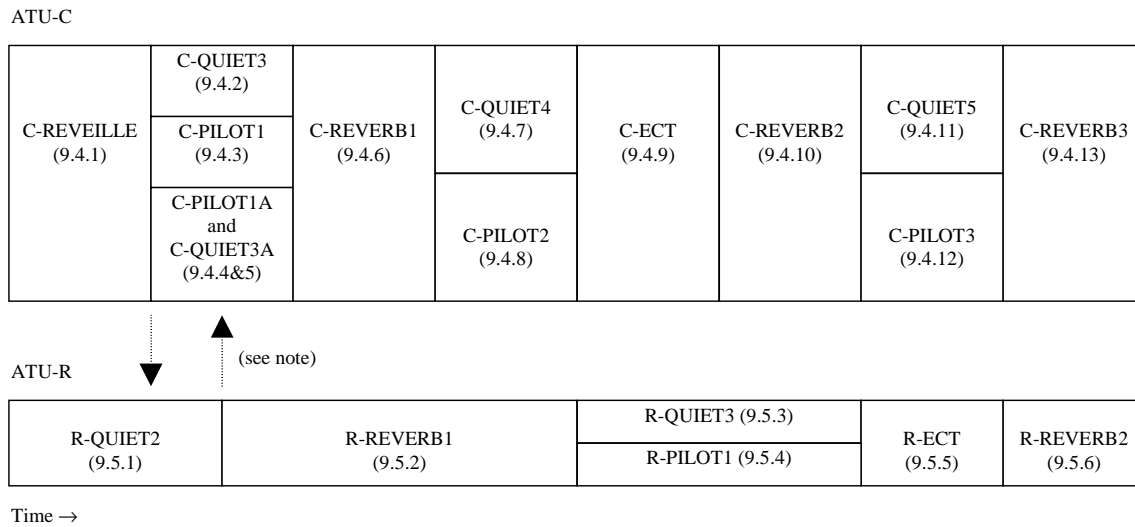 ATU-C
C-REVEILLE
(9.4.1)
C-QUIET3
(9.4.2)
C-PILOT1
(9.4.3)
C-PILOT1A
and
C-QUIET3A
(9.4.4&5)
C-REVERB1
(9.4.6)
C-QUIET4
(9.4.7)
C-PILOT2
(9.4.8)
C-ECT
(9.4.9)
C-REVERB2
(9.4.10)
C-QUIET5
(9.4.11)
C-PILOT3
(9.4.12)
C-REVERB3
(9.4.13)
(see note)
ATU-R
R-QUIET2
(9.5.1)
R-REVERB1
(9.5.2)
R-QUIET3 (9.5.3)
R-PILOT1 (9.5.4)
R-ECT
(9.5.5)
R-REVERB2
(9.5.6)
Time →